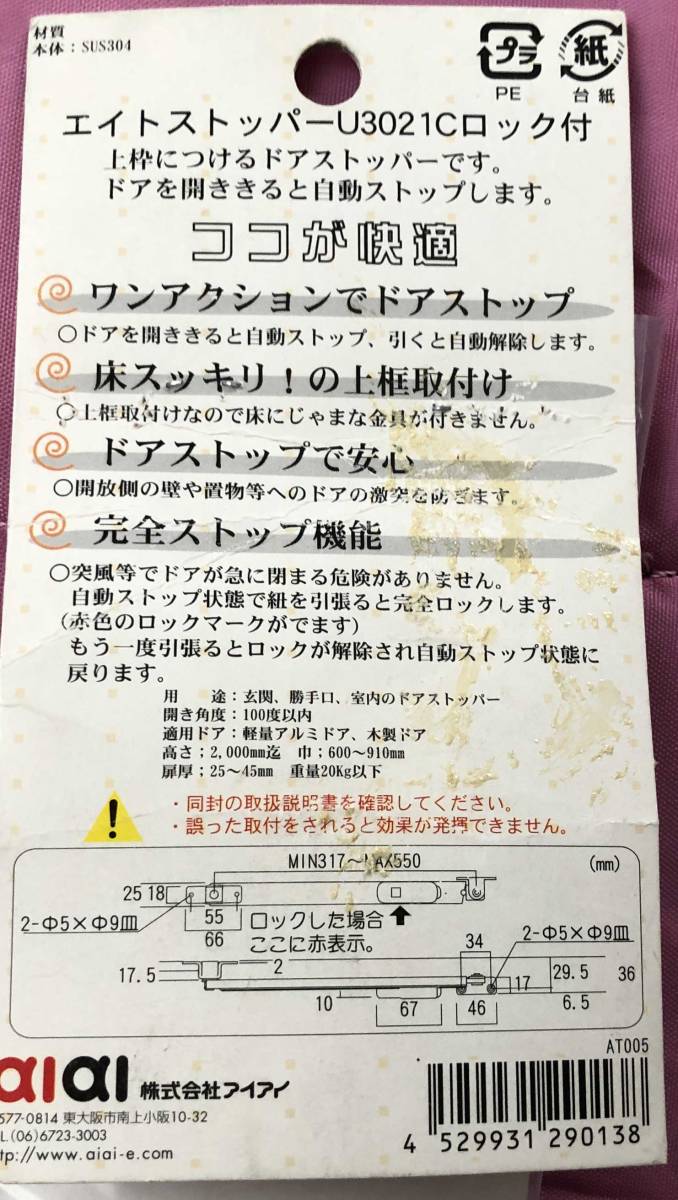 材質
本体：SUS304
プラ
PE
紙
台紙
エイトストッパーU3021Cロック付
上枠につけるドアストッパーです。
ドアを開ききると自動ストップします。
ココが快適
ワンアクションでドアストップ
○ドアを開ききると自動ストップ、引くと自動解除します。
床スッキリ！の上框取付け
○上框取付けなので床にじゃまな金具が付きません。
ドアストップで安心
○開放側の壁や置物等へのドアの激突を防ぎます。
完全ストップ機能
○突風等でドアが急に閉まる危険がありません。
自動ストップ状態で紐を引張ると完全ロックします。
(赤色のロックマークがでます)
もう一度引張るとロックが解除され自動ストップ状態に
戻ります。
用　途：玄関、勝手口、室内のドアストッパー
開き角度：100度以内
適用ドア：軽量アルミドア、木製ドア
高さ：2,000mm迄 巾：600〜910mm
扉厚：25〜45mm 重量20Kg以下
・同封の取扱説明書を確認してください。
・誤った取付をされると効果が発揮できません。
MIN317〜MAX550
(mm)
25 18
55
66
2-Φ5×Φ9皿
ロックした場合
ここに赤表示。
34
2-Φ5×Φ9皿
17.5
2
10
67
46
17
29.5
6.5
36
AT005
aiai 株式会社アイアイ
577-0814 東大阪市南上小阪10-32
L.(06)6723-3003
tp://www.aiai-e.com
4 529931 290138